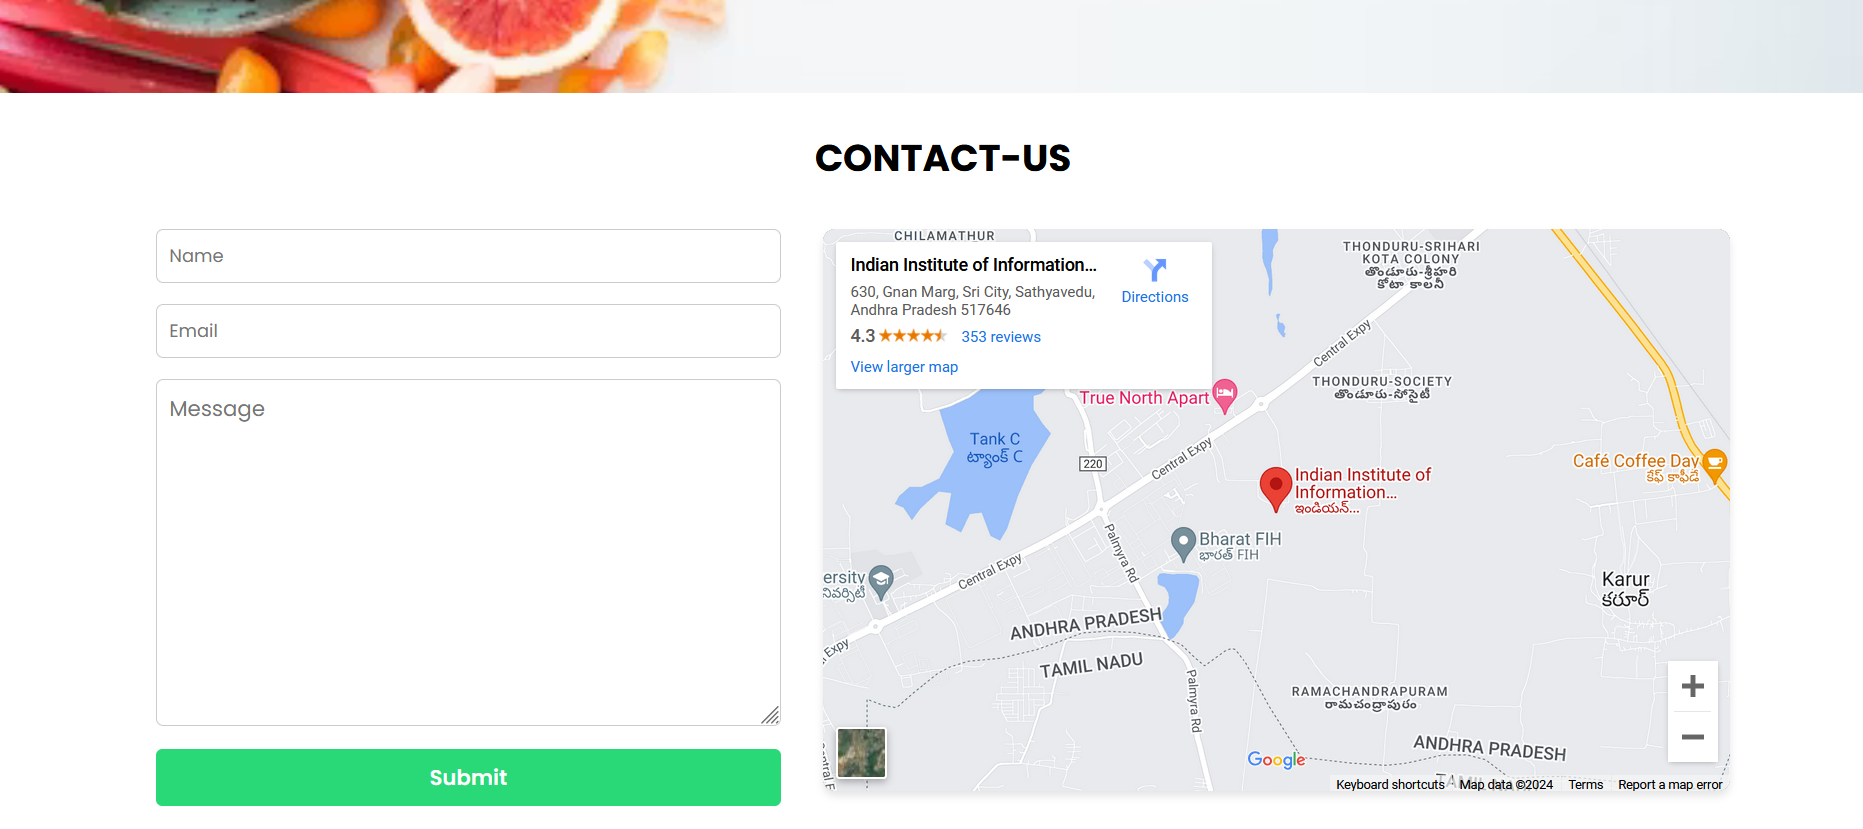 CONTACT-US
Name
Email
Message
Submit
CHILAMATHUR
Indian Institute of Information...
Directions
630, Gnan Marg, Sri City, Sathyavedu,
Andhra Pradesh 517646
4.3
353 reviews
View larger map
THONDURU-SRIHARI
KOTA COLONY
తొండూరు-శ్రీహరి
కోటా కాలనీ
Central Expy
THONDURU-SOCIETY
తొండూరు-సోసైటీ
True North Apart
Tank C
ట్యాంక్ C
220
Central Expy
Café Coffee Day
కేఫ్ కాఫీడే
Indian Institute of
Information...
ఇండియన్...
Palmyra Rd
Bharat FIH
భారత్ FIH
Central Expy
ersity
నివర్సిటీ
Karur
కరూర్
ANDHRA PRADESH
TAMIL NADU
Expy
Palmyra Rd
RAMACHANDRAPURAM
రామచంద్రాపురం
ANDHRA PRADESH
Google
Keyboard shortcuts
Map data ©2024
Terms
Report a map error